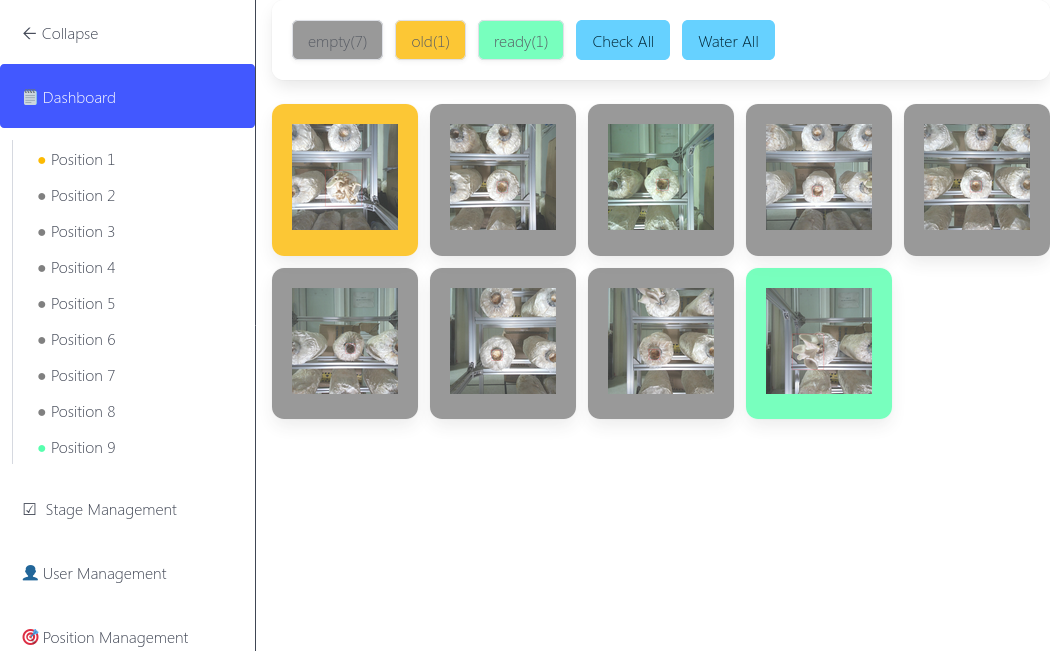 Collapse
Dashboard
Position 1
Position 2
Position 3
Position 4
Position 5
Position 6
Position 7
Position 8
Position 9
Stage Management
User Management
Position Management
empty(7)
old(1)
ready(1)
Check All
Water All